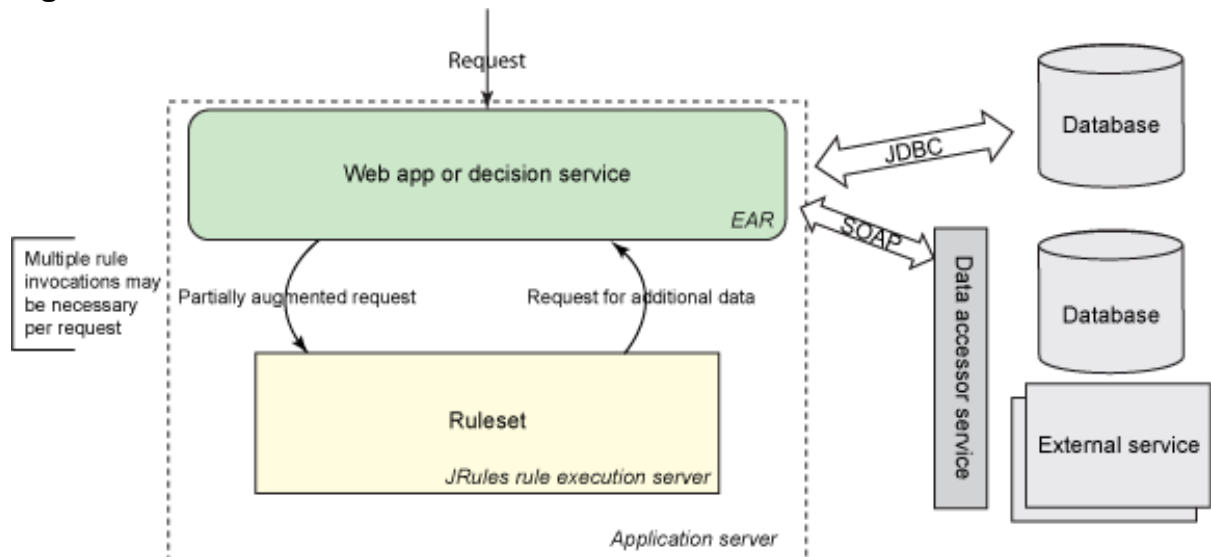 Request
Web app or decision service
EAR
JDBC
Database
SOAP
Multiple rule
invocations may
be necessary
per request
Partially augmented request
Request for additional data
Data accessor service
Database
Ruleset
JRules rule execution server
External service
Application server